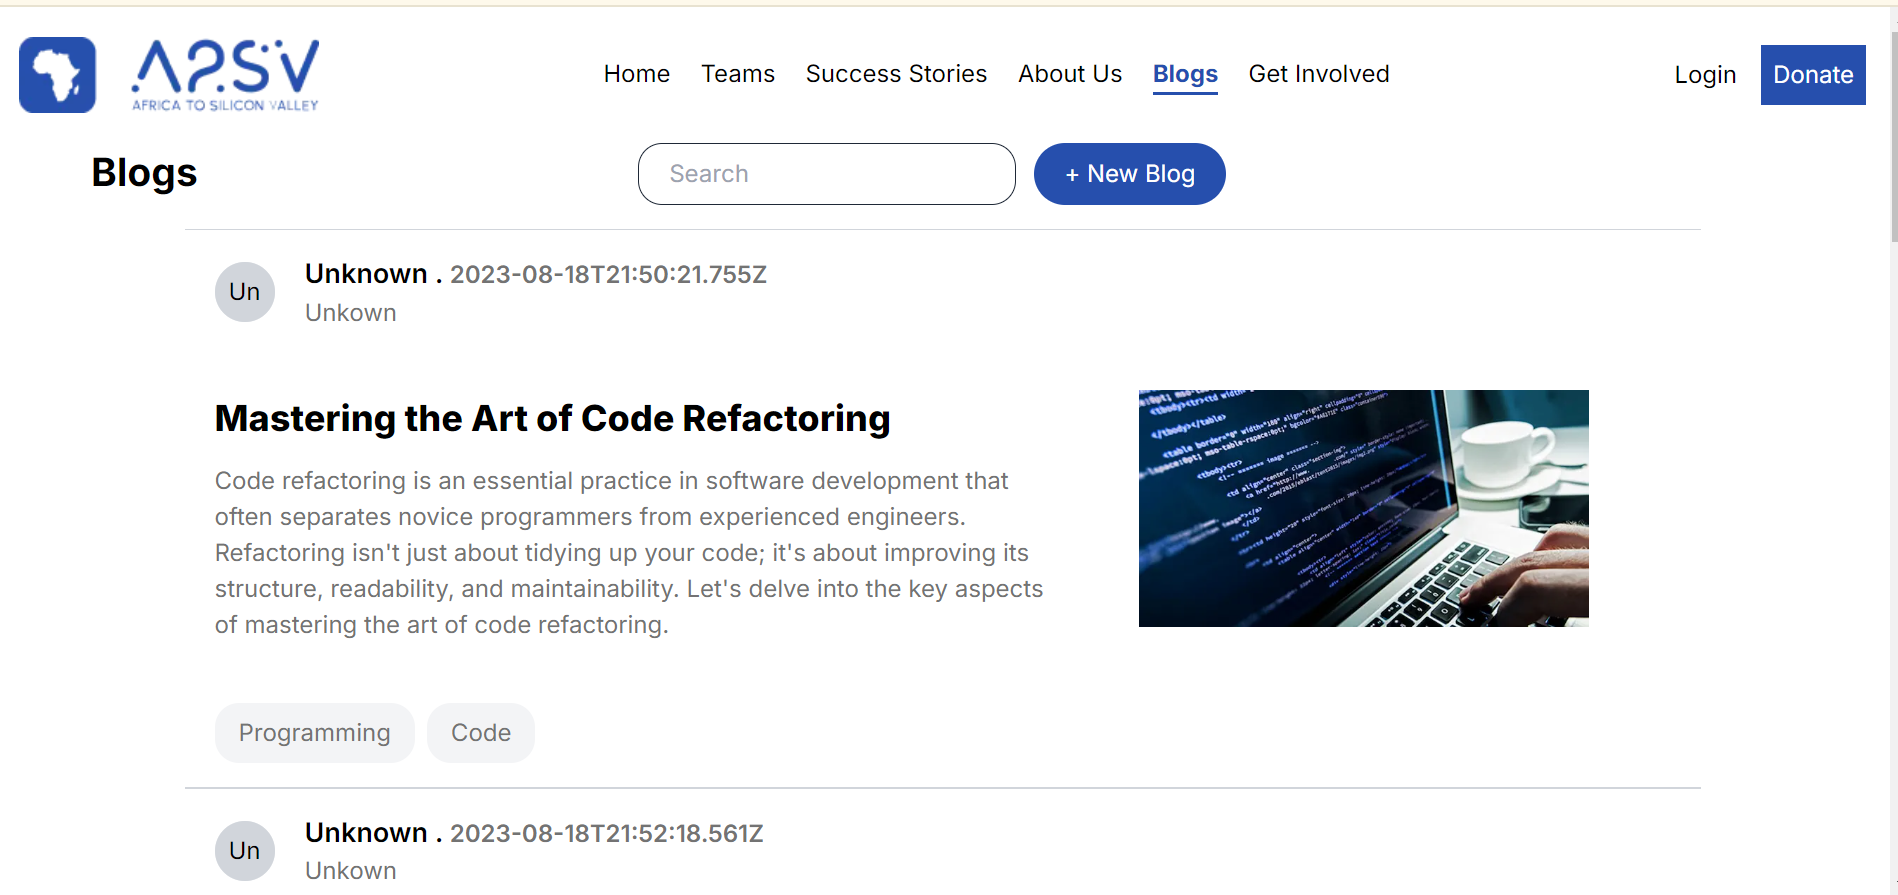 A2SV
AFRICA TO SILICON VALLEY
Home Teams Success Stories About Us Blogs Get Involved
Login Donate
Blogs
Search
+ New Blog
Un
Unknown . 2023-08-18T21:50:21.755Z
Unkown
Mastering the Art of Code Refactoring
Code refactoring is an essential practice in software development that
often separates novice programmers from experienced engineers.
Refactoring isn't just about tidying up your code; it's about improving its
structure, readability, and maintainability. Let's delve into the key aspects
of mastering the art of code refactoring.
Programming Code
Un
Unknown . 2023-08-18T21:52:18.561Z
Unkown